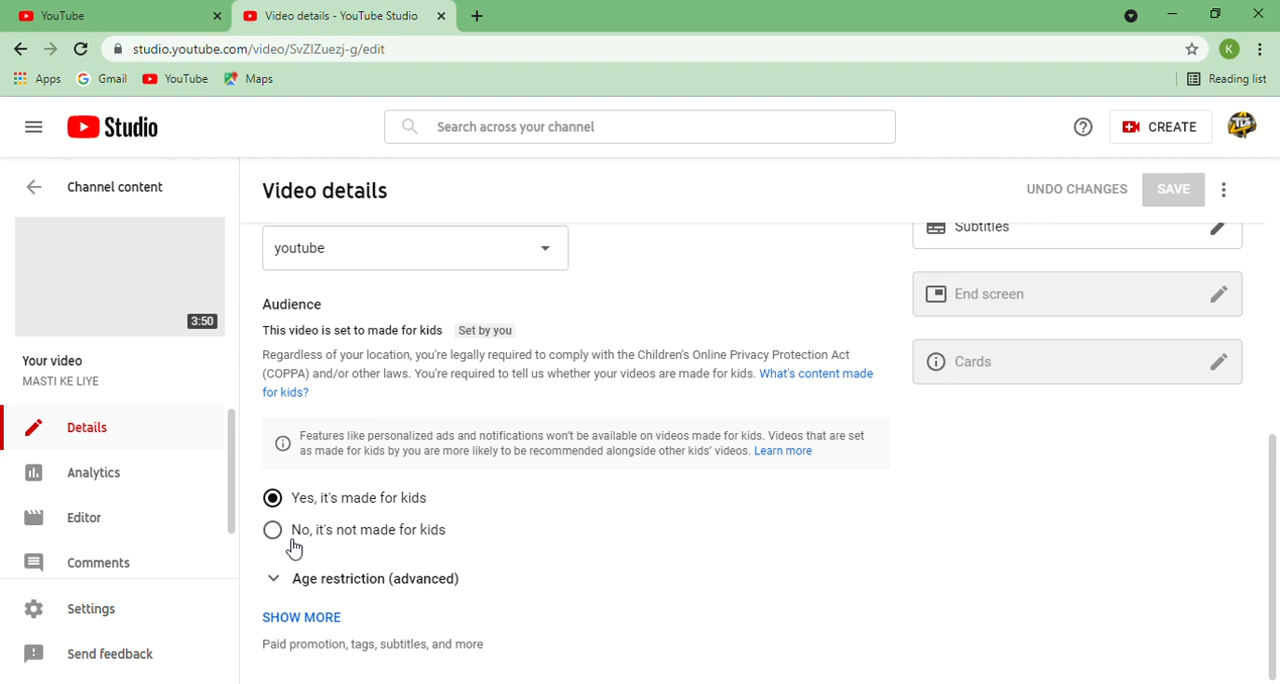 YouTube
Video details - YouTube Studio
studio.youtube.com/video/SvZIZuezj-g/edit
K
Apps Gmail YouTube Maps Reading list
Studio
Search across your channel
CREATE
Channel content
Video details
UNDO CHANGES SAVE
youtube
Subtitles
End screen
Cards
3:50
Your video
MASTI KE LIYE
Details
Analytics
Editor
Comments
Settings
Send feedback
Audience
This video is set to made for kids Set by you
Regardless of your location, you're legally required to comply with the Children's Online Privacy Protection Act
(COPPA) and/or other laws. You're required to tell us whether your videos are made for kids. What's content made
for kids?
Features like personalized ads and notifications won't be available on videos made for kids. Videos that are set
as made for kids by you are more likely to be recommended alongside other kids' videos. Learn more
Yes, it's made for kids
No, it's not made for kids
Age restriction (advanced)
SHOW MORE
Paid promotion, tags, subtitles, and more